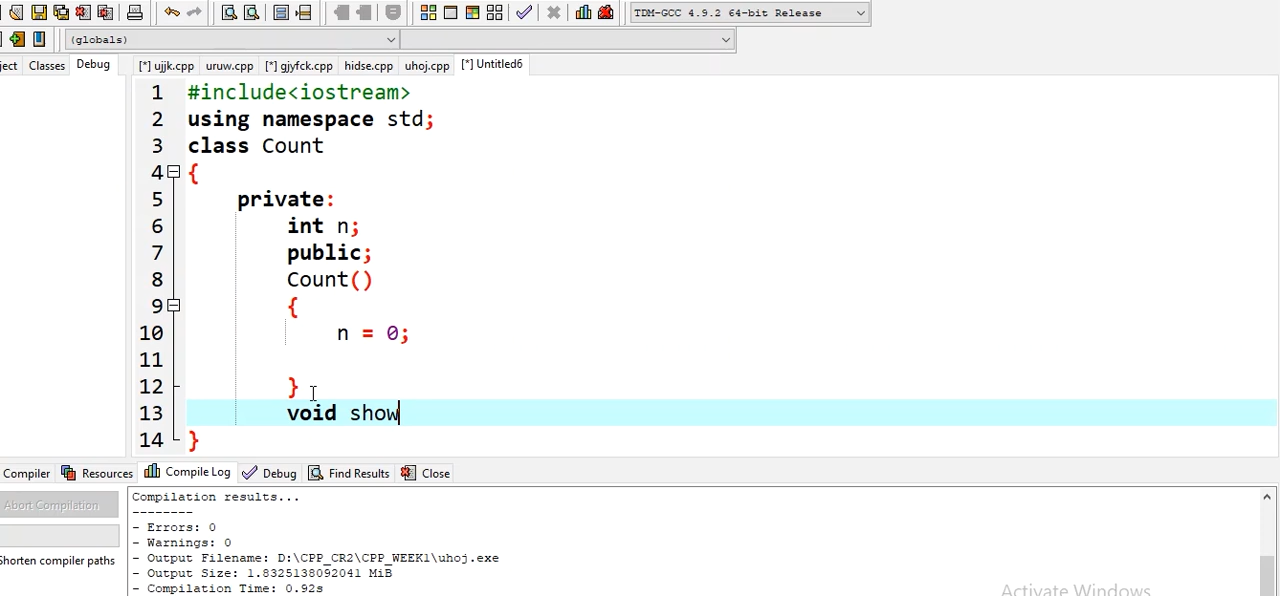 TDM-GCC 4.9.2 64-bit Release
(globals)
ject Classes Debug [*] ujjk.cpp uruw.cpp [*] gjyfck.cpp hidse.cpp uhoj.cpp [*] Untitled6
1 #include<iostream>
2 using namespace std;
3 class Count
4 {
5 private:
6 int n;
7 public;
8 Count()
9 {
10 n = 0;
11
12 }
13 void show
14 }
Compiler Resources Compile Log Debug Find Results Close
Abort Compilation
Compilation results...
--------
- Errors: 0
- Warnings: 0
- Output Filename: D:\CPP_CR2\CPP_WEEK1\uhoj.exe
Shorten compiler paths
- Output Size: 1.8325138092041 MiB
- Compilation Time: 0.92s
Activate Windows